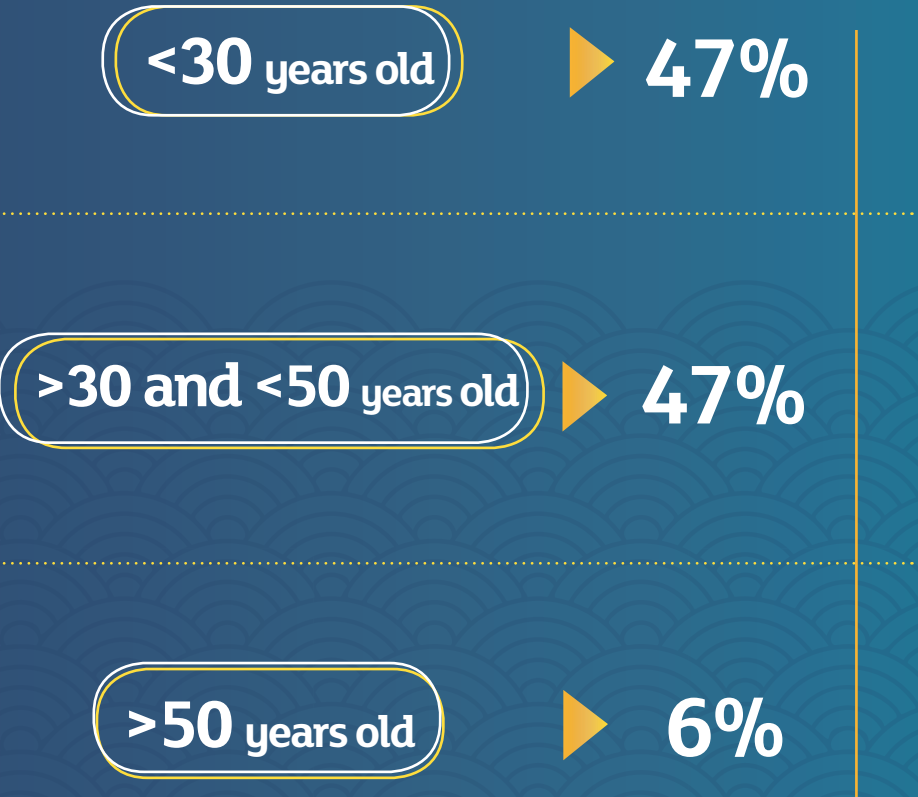 <30 years old 47%
>30 and <50 years old 47%
>50 years old 6%